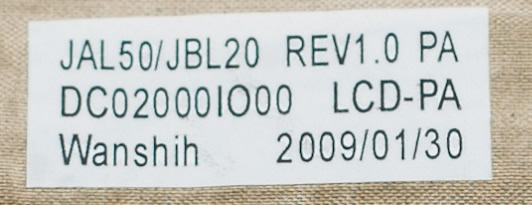 JAL50/JBL20 REV1.0 PA
DC02000IO00 LCD-PA
Wanshih 2009/01/30